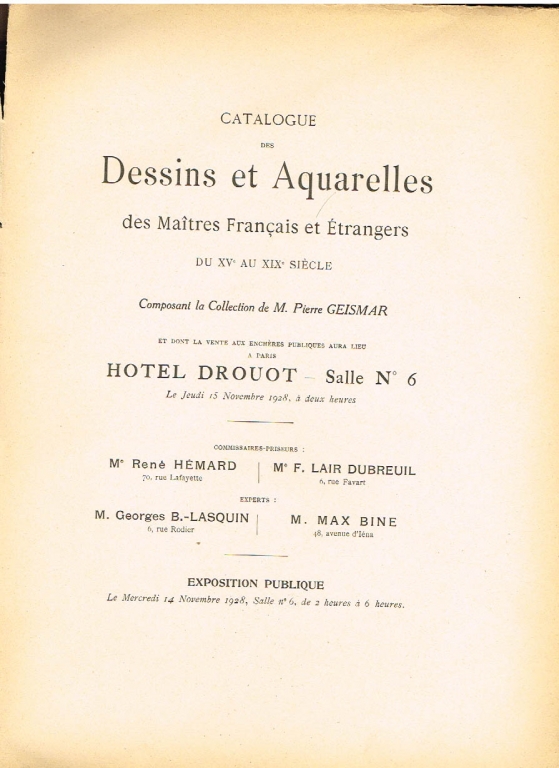 CATALOGUE
DES
Dessins et Aquarelles
des Maîtres Français et Étrangers
DU XVᵉ AU XIXᵉ SIÈCLE
Composant la Collection de M. Pierre GEISMAR
ET DONT LA VENTE AUX ENCHÈRES PUBLIQUES AURA LIEU
A PARIS
HOTEL DROUOT – Salle N° 6
Le Jeudi 15 Novembre 1928, à deux heures
COMMISSAIRES-PRISEURS :
Mᵉ René HÉMARD
70, rue Lafayette
Mᵉ F. LAIR DUBREUIL
6, rue Favart
EXPERTS :
M. Georges B.-LASQUIN
6, rue Rodier
M. MAX BINE
48, avenue d'Iéna
EXPOSITION PUBLIQUE
Le Mercredi 14 Novembre 1928, Salle n° 6, de 2 heures à 6 heures.